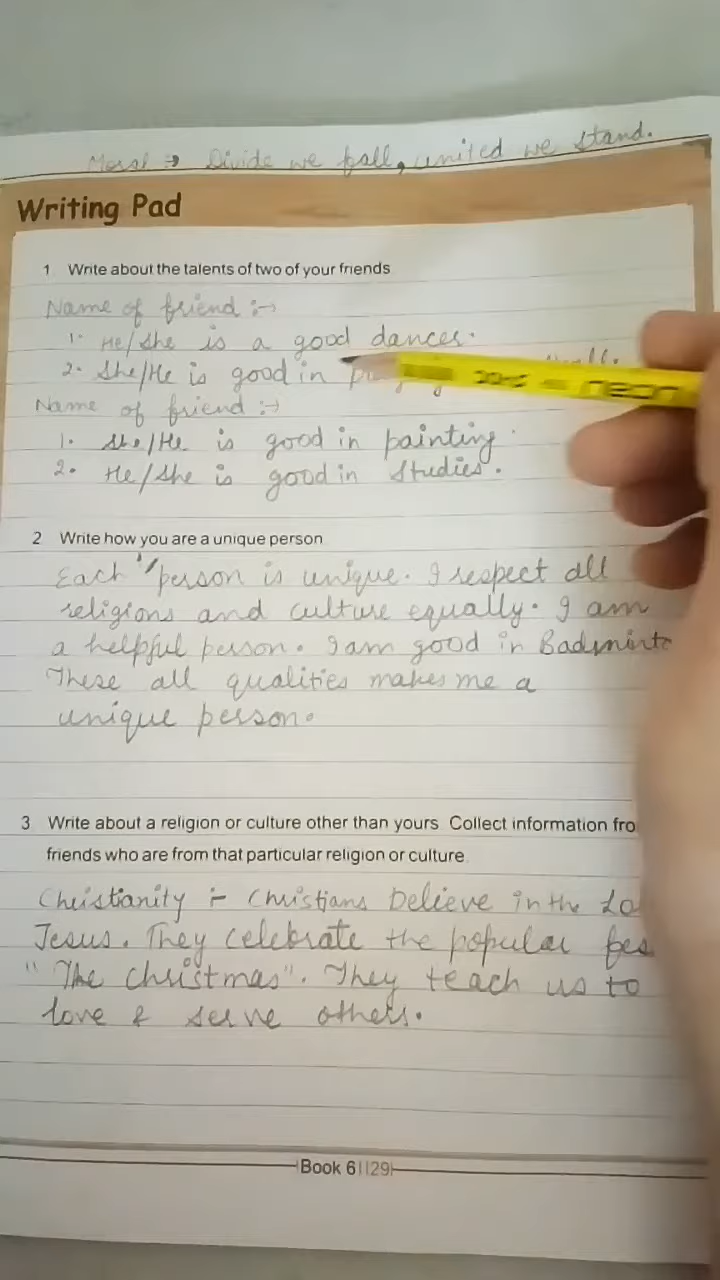 Moral → Divide we fall, united we stand.
Writing Pad
1 Write about the talents of two of your friends
Name of friend :→
1. He/She is a good dances.
2. She/He is good in
Name of friend :→
1. She/He is good in painting.
2. He/She is good in Studies.
2 Write how you are a unique person
Each person is unique. I respect all
religions and culture equally. I am
a helpful person. I am good in Badminto
These all qualities makes me a
unique person.
3 Write about a religion or culture other than yours Collect information fro
friends who are from that particular religion or culture
Christianity :- Christians believe in the Lo
Jesus. They celebrate the popular fes
"The christmas". They teach us to
love & serve others.
Book 6 | 29
neon